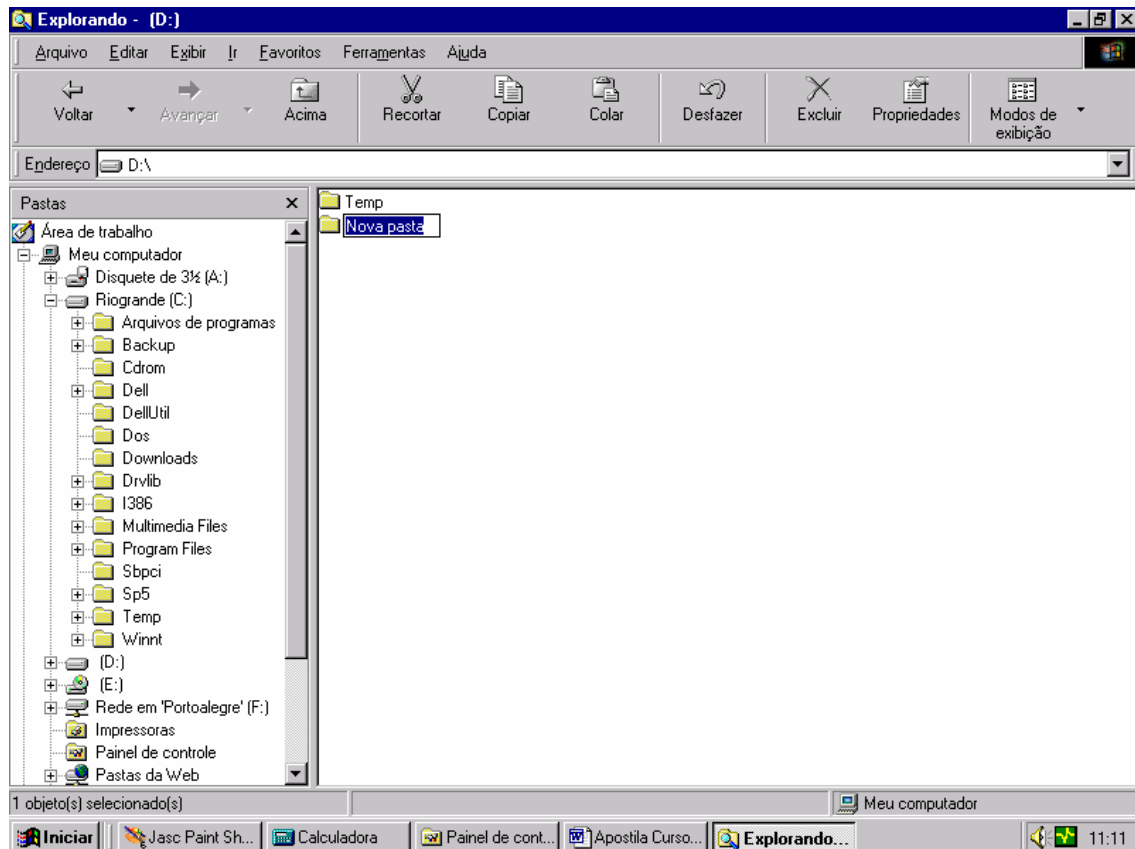 Explorando - (D:)
Arquivo Editar Exibir Ir Favoritos Ferramentas Ajuda
Voltar Avançar Acima Recortar Copiar Colar Desfazer Excluir Propriedades Modos de exibição
Endereço D:\
Pastas
Área de trabalho
Meu computador
Disquete de 3½ (A:)
Riogrande (C:)
Arquivos de programas
Backup
Cdrom
Dell
DellUtil
Dos
Downloads
Drvlib
I386
Multimedia Files
Program Files
Sbpci
Sp5
Temp
Winnt
(D:)
(E:)
Rede em 'Portoalegre' (F:)
Impressoras
Painel de controle
Pastas da Web
Temp
Nova pasta
1 objeto(s) selecionado(s) Meu computador
Iniciar Jasc Paint Sh... Calculadora Painel de cont... Apostila Curso... Explorando... 11:11